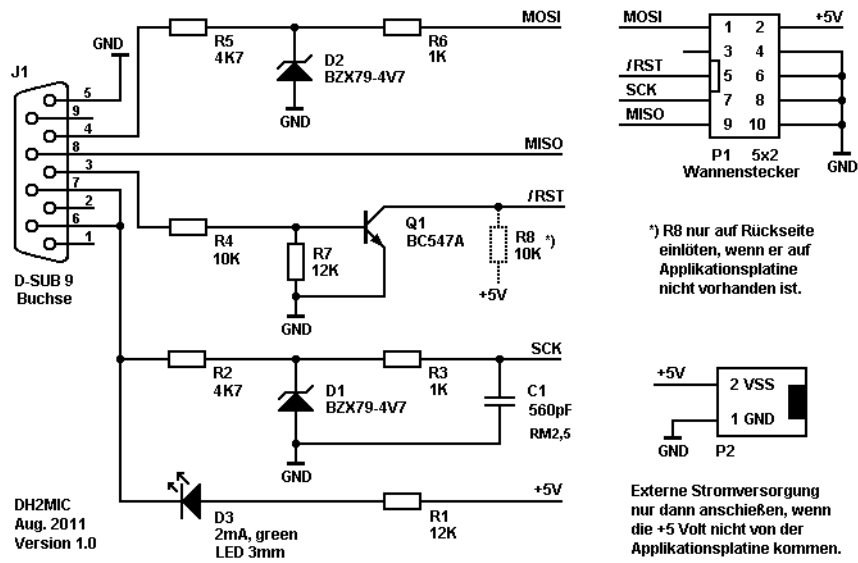 MOSI
R5
4K7
R6
1K
GND
D2
BZX79-4V7
GND
J1
5
9
4
8
3
7
2
6
1
D-SUB 9
Buchse
MISO
/RST
R4
10K
R7
12K
Q1
BC547A
R8
10K
*)
+5V
GND
SCK
R2
4K7
R3
1K
D1
BZX79-4V7
C1
560pF
RM2,5
GND
+5V
D3
2mA, green
LED 3mm
R1
12K
DH2MIC
Aug. 2011
Version 1.0
MOSI
/RST
SCK
MISO
1 2
3 4
5 6
7 8
9 10
+5V
GND
P1 5x2
Wannenstecker
*) R8 nur auf Rückseite
einlöten, wenn er auf
Applikationsplatine
nicht vorhanden ist.
+5V
2 VSS
1 GND
GND
P2
Externe Stromversorgung
nur dann anschießen, wenn
die +5 Volt nicht von der
Applikationsplatine kommen.